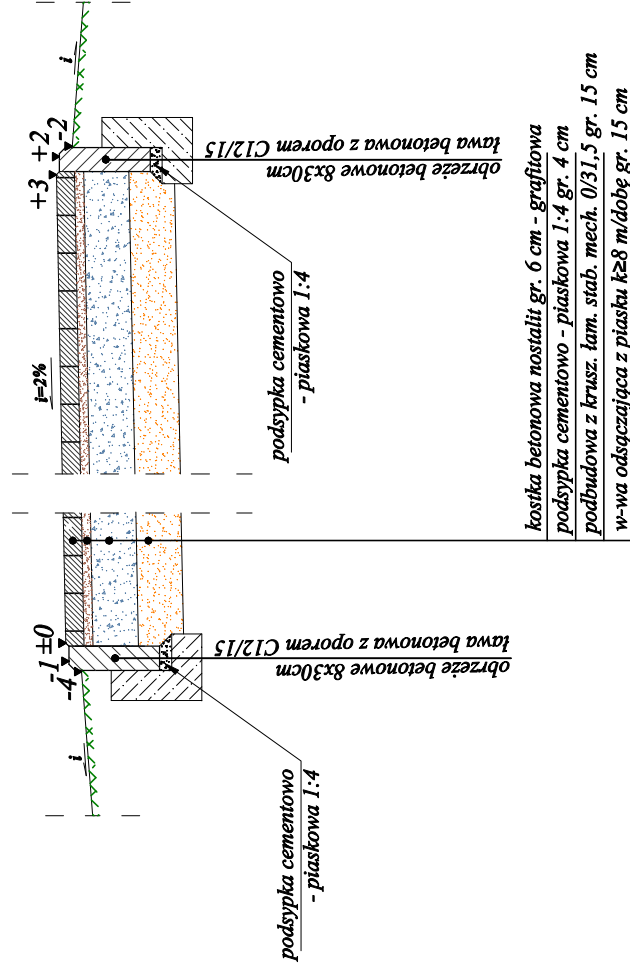 i
-4
-1
±0
i=2%
+3
+2
-2
i
obrzeże betonowe 8x30cm
ława betonowa z oporem C12/15
obrzeże betonowe 8x30cm
ława betonowa z oporem C12/15
podsypka cementowo
- piaskowa 1:4
podsypka cementowo
- piaskowa 1:4
kostka betonowa nostalit gr. 6 cm - grafitowa
podsypka cementowo - piaskowa 1:4 gr. 4 cm
podbudowa z krusz. łam. stab. mech. 0/31,5 gr. 15 cm
w-wa odsączająca z piasku k≥8 m/dobę gr. 15 cm